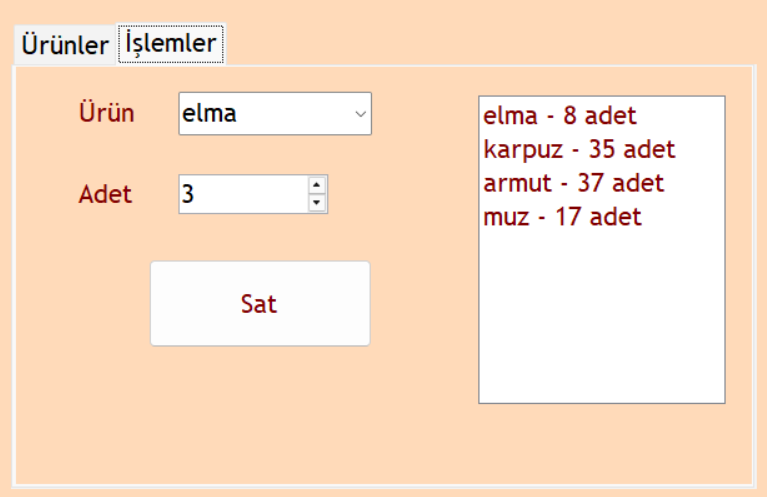 Ürünler İşlemler
Ürün elma
Adet 3
Sat
elma - 8 adet
karpuz - 35 adet
armut - 37 adet
muz - 17 adet